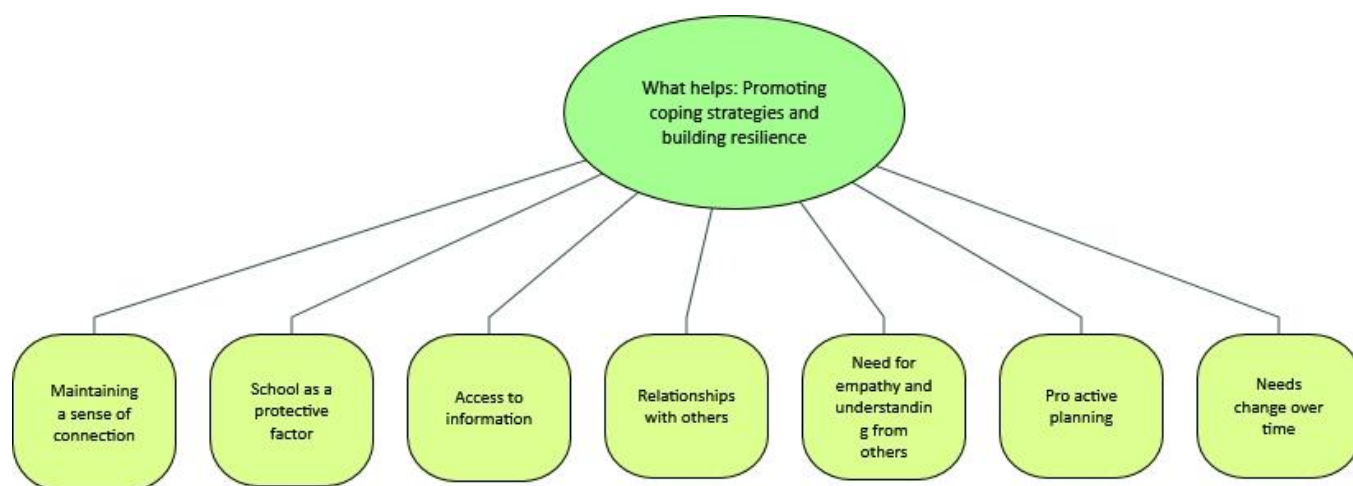 What helps: Promoting
coping strategies and
building resilience
Maintaining
a sense of
connection
School as a
protective
factor
Access to
information
Relationships
with others
Need for
empathy and
understandin
g from
others
Pro active
planning
Needs
change over
time